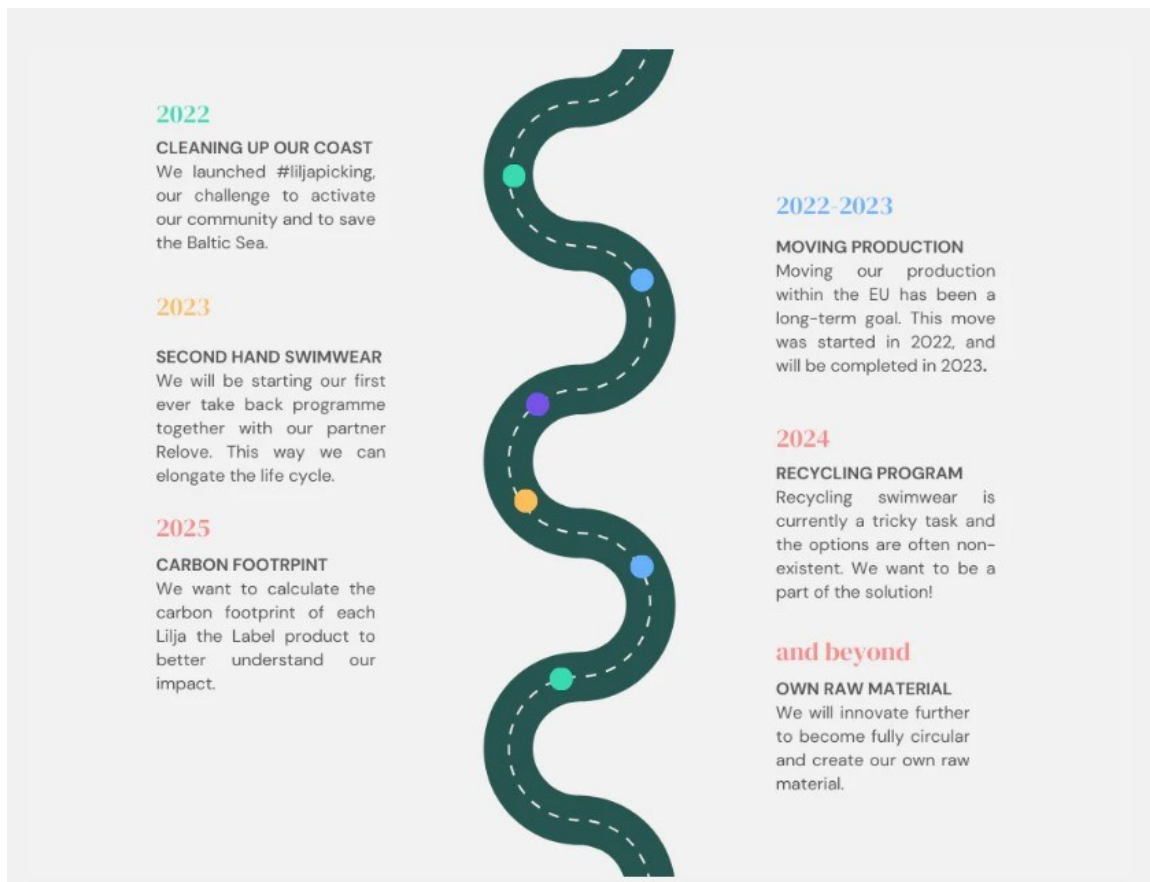 2022
CLEANING UP OUR COAST
We launched #liljapicking,
our challenge to activate
our community and to save
the Baltic Sea.
2022-2023
MOVING PRODUCTION
Moving our production
within the EU has been a
long-term goal. This move
was started in 2022, and
will be completed in 2023.
2023
SECOND HAND SWIMWEAR
We will be starting our first
ever take back programme
together with our partner
Relove. This way we can
elongate the life cycle.
2024
RECYCLING PROGRAM
Recycling swimwear is
currently a tricky task and
the options are often non-
existent. We want to be a
part of the solution!
2025
CARBON FOOTRPINT
We want to calculate the
carbon footprint of each
Lilja the Label product to
better understand our
impact.
and beyond
OWN RAW MATERIAL
We will innovate further
to become fully circular
and create our own raw
material.